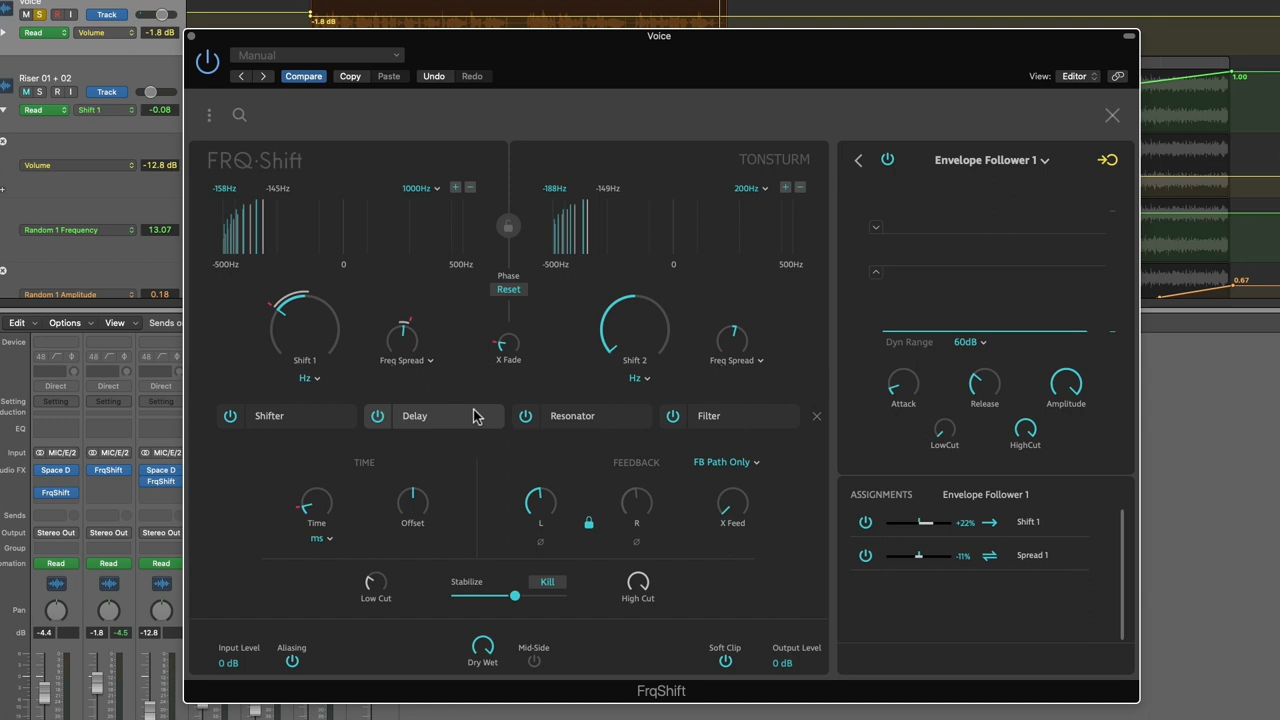 Voice
M S R I Track
-1.8 dB
Read Volume -1.8 dB
Riser 01 + 02
M S R I Track
Read Shift 1 -0.08
Volume -12.8 dB
Random 1 Frequency 13.07
Random 1 Amplitude 0.18
1.00
0.67
Edit Options View
Device
48 48 48
Direct Direct Direct
Setting Setting Setting Setting
EQ
Input MIC/E/2 MIC/E/2 MIC/E/2
Space D FrqShift Space D
FrqShift FrqShift
Sends
Output Stereo Out Stereo Out Stereo Out
Group
Read Read Read
Pan
dB -4.4 -1.8 -4.5 -12.8
Voice
Manual
Compare Copy Paste Undo Redo View: Editor
FRQ·Shift TONSTURM
-158Hz -145Hz 1000Hz + −
-188Hz -149Hz 200Hz + −
-500Hz 0 500Hz
-500Hz 0 500Hz
Phase
Reset
Shift 1 Freq Spread X Fade Shift 2 Freq Spread
Hz Hz
Shifter Delay Resonator Filter
TIME FEEDBACK FB Path Only
Time Offset L R X Feed
ms
Ø Ø
Low Cut Stabilize Kill High Cut
Input Level Aliasing Dry Wet Mid-Side Soft Clip Output Level
0 dB 0 dB
Envelope Follower 1
Dyn Range 60dB
Attack Release Amplitude
LowCut HighCut
ASSIGNMENTS Envelope Follower 1
+22% Shift 1
-11% Spread 1
FrqShift